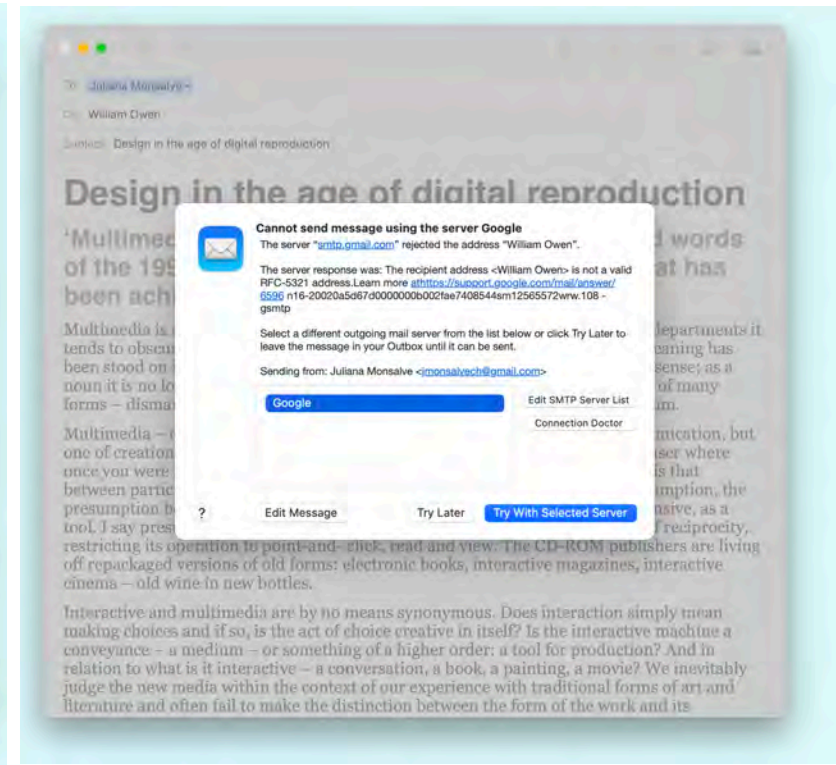 To: Juliana Monsalve
Cc: William Owen
Subject: Design in the age of digital reproduction
Design in the age of digital reproduction
'Multimed
d words
of the 199
at has
been ach
Cannot send message using the server Google
The server “smtp.gmail.com” rejected the address “William Owen”.
The server response was: The recipient address <William Owen> is not a valid
RFC-5321 address.Learn more athttps://support.google.com/mail/answer/
6596 n16-20020a5d67d0000000b002fae7408544sm12565572wrw.108 -
gsmtp
Select a different outgoing mail server from the list below or click Try Later to
leave the message in your Outbox until it can be sent.
Sending from: Juliana Monsalve <jmonsalvech@gmail.com>
Google
Edit SMTP Server List
Connection Doctor
?
Edit Message
Try Later
Try With Selected Server
Multimedia is
departments it
tends to obscu
eaning has
been stood on
sense; as a
noun it is no lo
of many
forms – disma
um.
Multimedia –
nication, but
one of creation
ser where
once you were
is that
between partic
mption, the
presumption b
nsive, as a
tool. I say pres
f reciprocity,
restricting its operation to point-and- click, read and view. The CD-ROM publishers are living
off repackaged versions of old forms: electronic books, interactive magazines, interactive
cinema – old wine in new bottles.
Interactive and multimedia are by no means synonymous. Does interaction simply mean
making choices and if so, is the act of choice creative in itself? Is the interactive machine a
conveyance – a medium – or something of a higher order: a tool for production? And in
relation to what is it interactive – a conversation, a book, a painting, a movie? We inevitably
judge the new media within the context of our experience with traditional forms of art and
literature and often fail to make the distinction between the form of the work and its